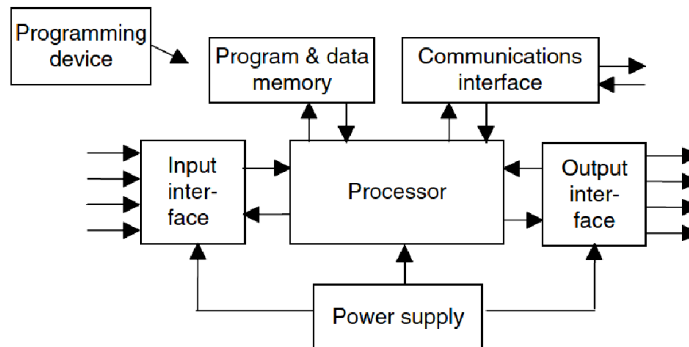 Programming
device
Program & data
memory
Communications
interface
Input
inter-
face
Processor
Output
inter-
face
Power supply